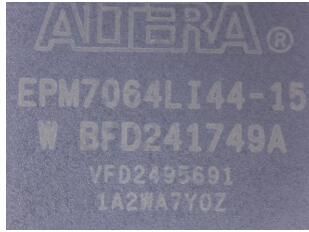 ALTERA®
EPM7064LI44-15
W BFD241749A
VFD2495691
1A2WA7Y0Z